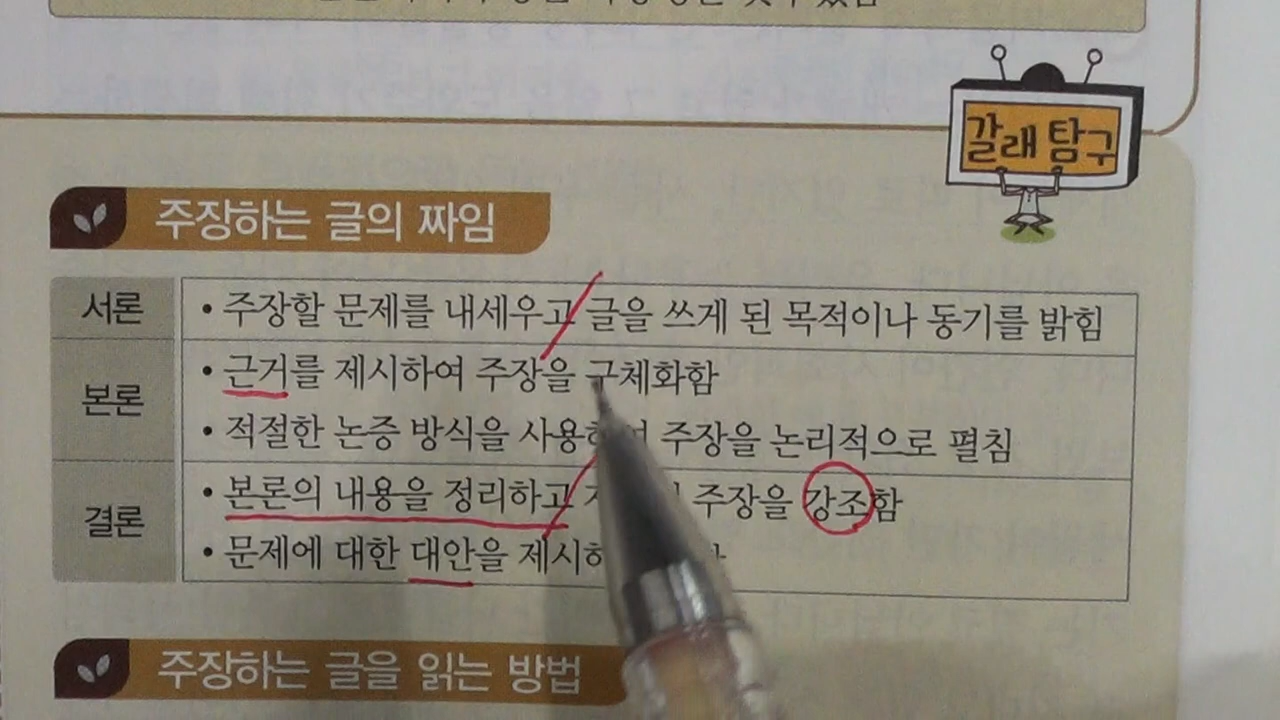 갈래 탐구
주장하는 글의 짜임
서론
• 주장할 문제를 내세우고 글을 쓰게 된 목적이나 동기를 밝힘
본론
• 근거를 제시하여 주장을 구체화함
• 적절한 논증 방식을 사용하여 주장을 논리적으로 펼침
결론
• 본론의 내용을 정리하고 주장을 강조함
• 문제에 대한 대안을 제시
주장하는 글을 읽는 방법